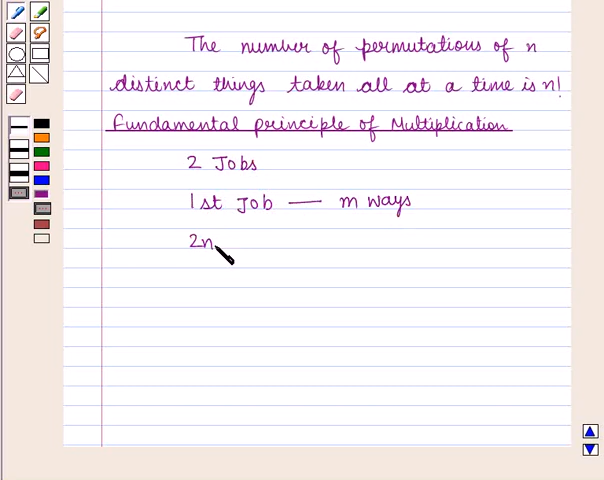 The number of permutations of n
distinct things taken all at a time is n!
Fundamental principle of Multiplication
2 Jobs
1st Job — m ways
2n